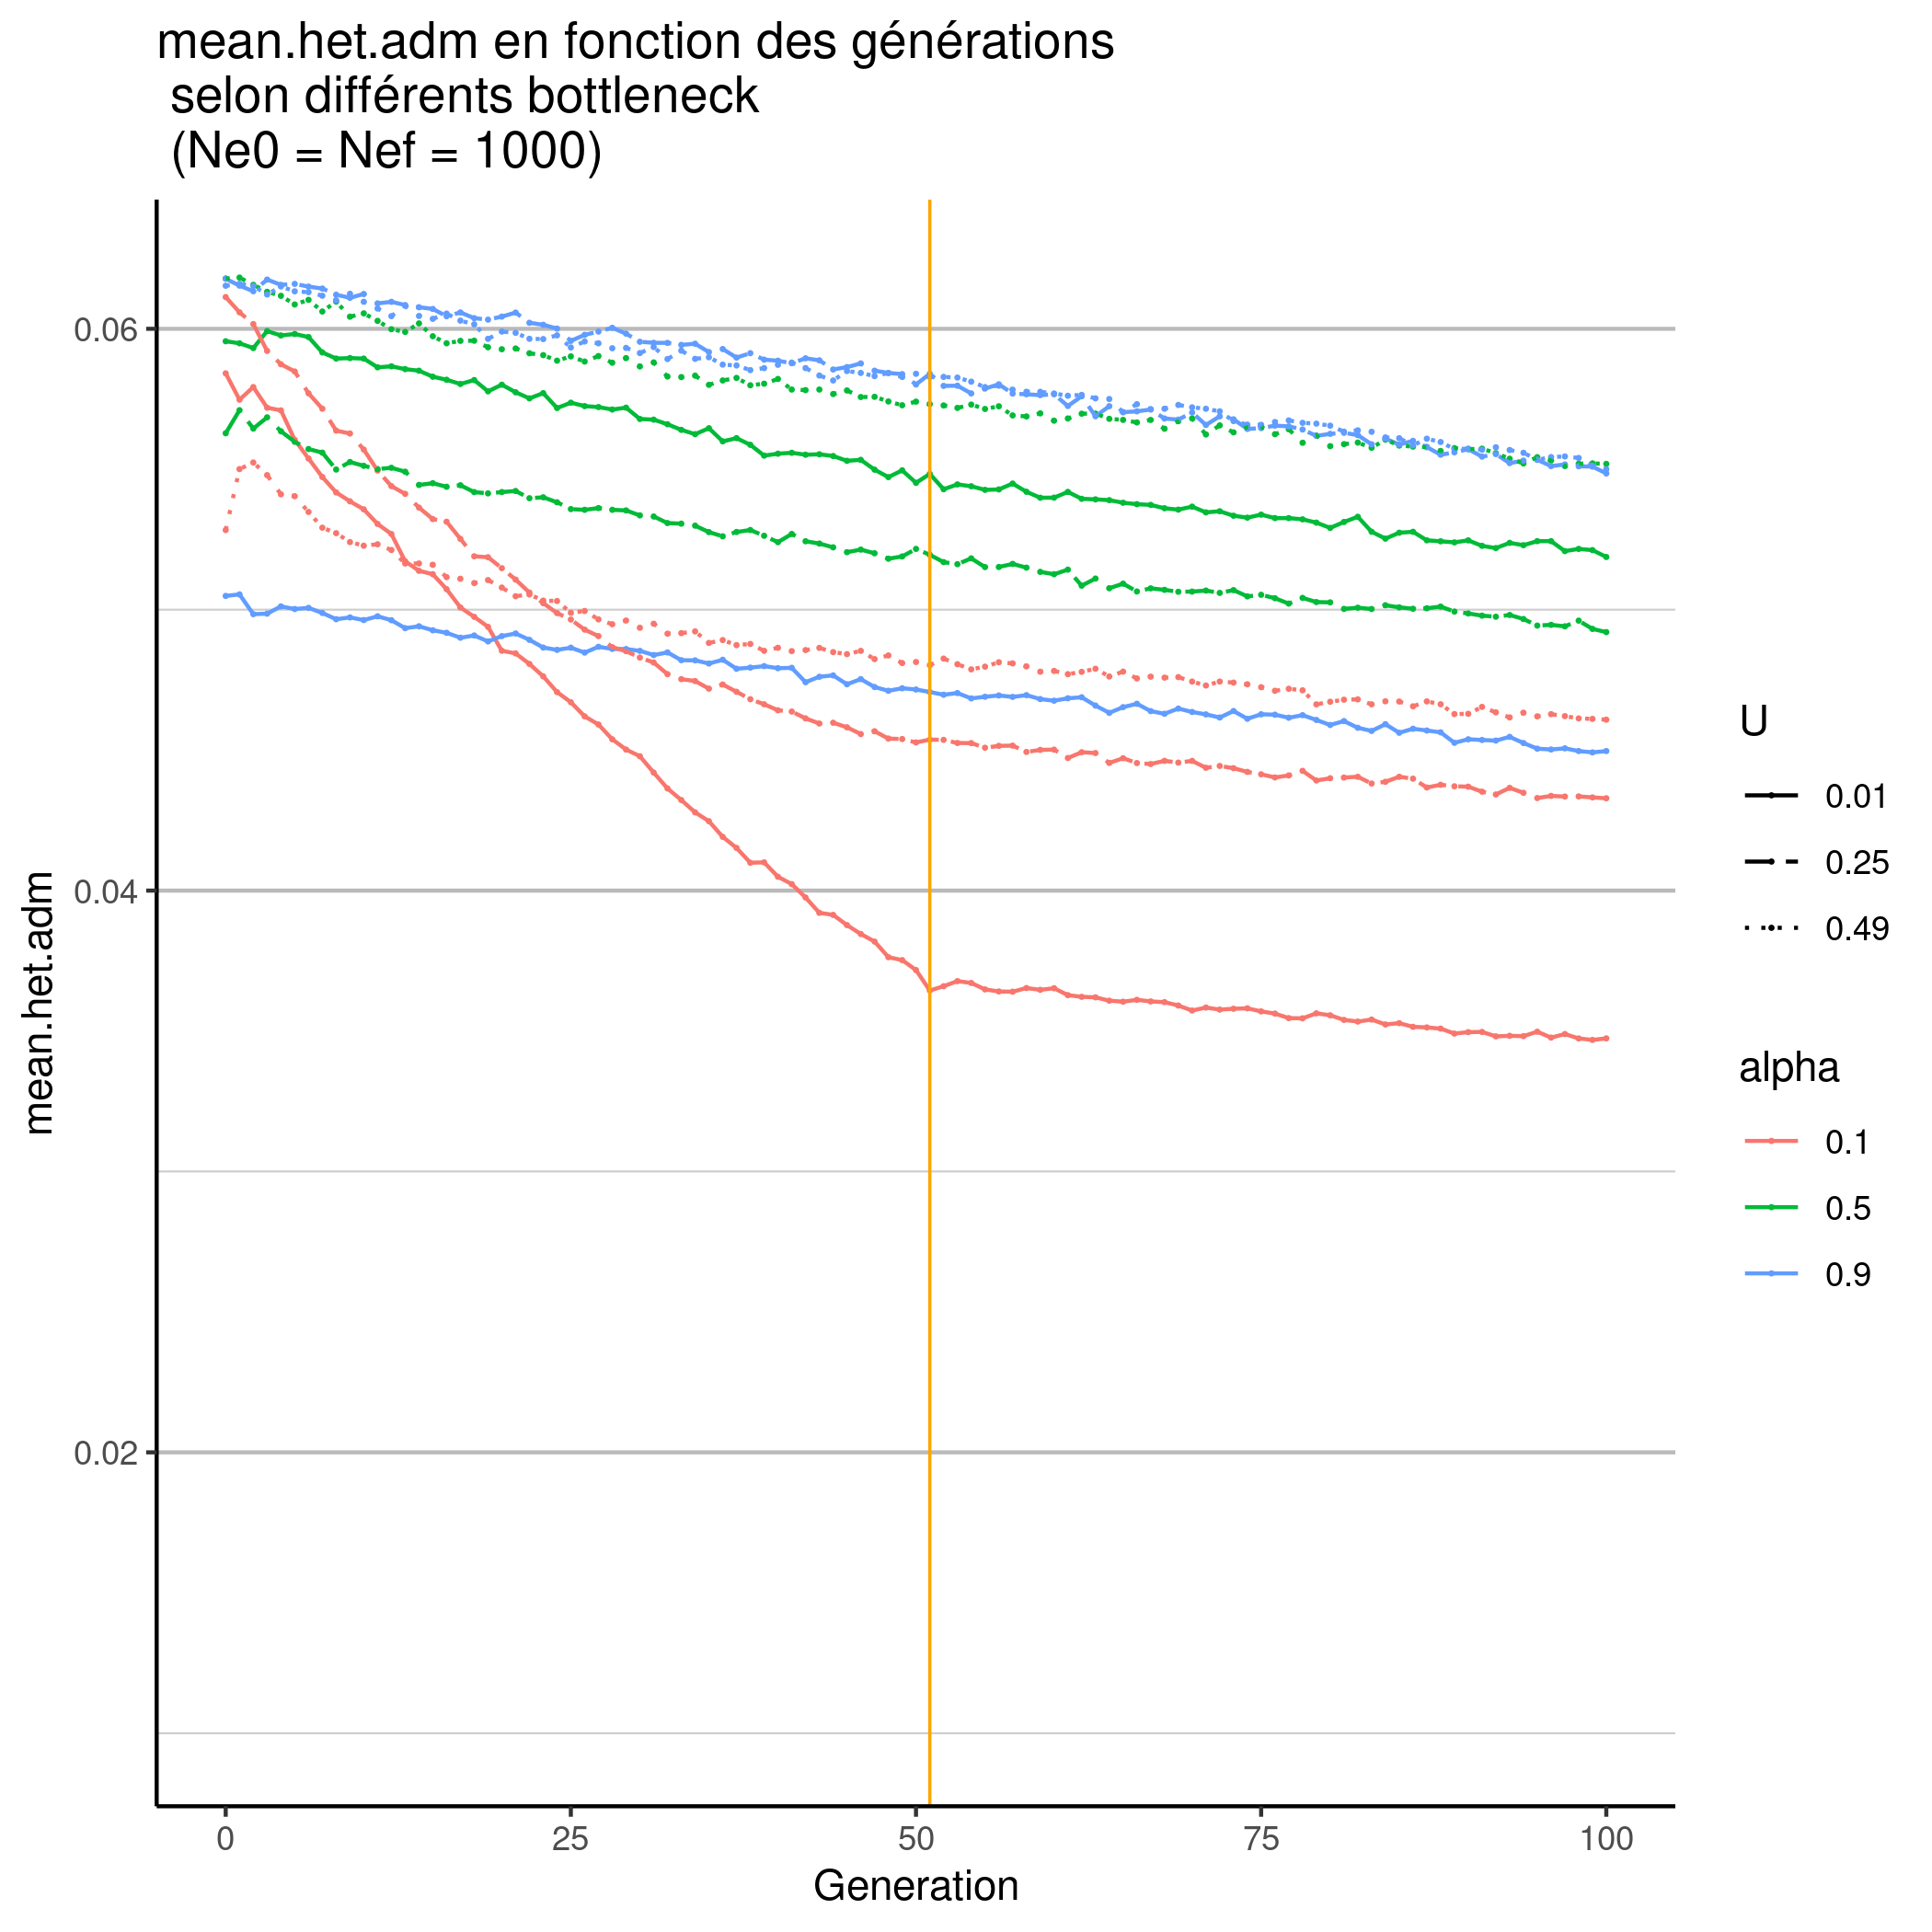 mean.het.adm en fonction des générations
selon différents bottleneck
(Ne0 = Nef = 1000)
mean.het.adm
0.06
0.04
0.02
0
25
50
75
100
Generation
U
0.01
0.25
0.49
alpha
0.1
0.5
0.9